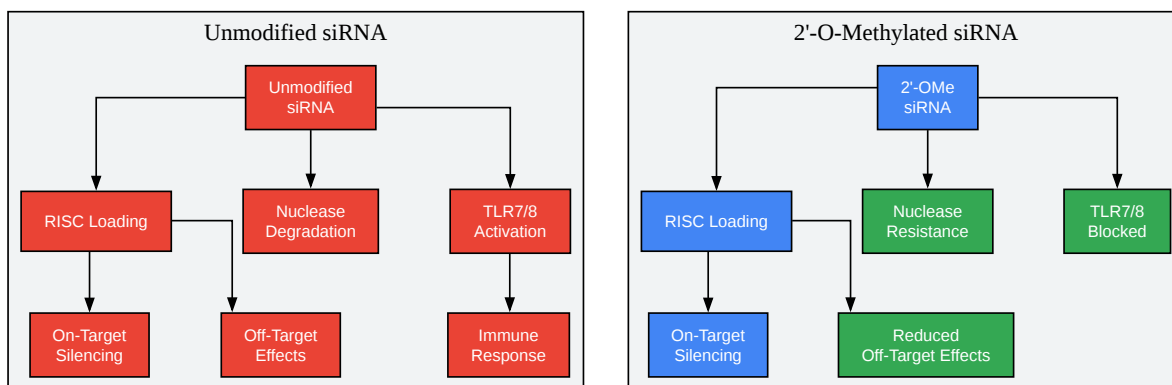 Unmodified siRNA
Unmodified
siRNA
RISC Loading
Nuclease
Degradation
TLR7/8
Activation
On-Target
Silencing
Off-Target
Effects
Immune
Response
2'-O-Methylated siRNA
2'-OMe
siRNA
RISC Loading
Nuclease
Resistance
TLR7/8
Blocked
On-Target
Silencing
Reduced
Off-Target Effects